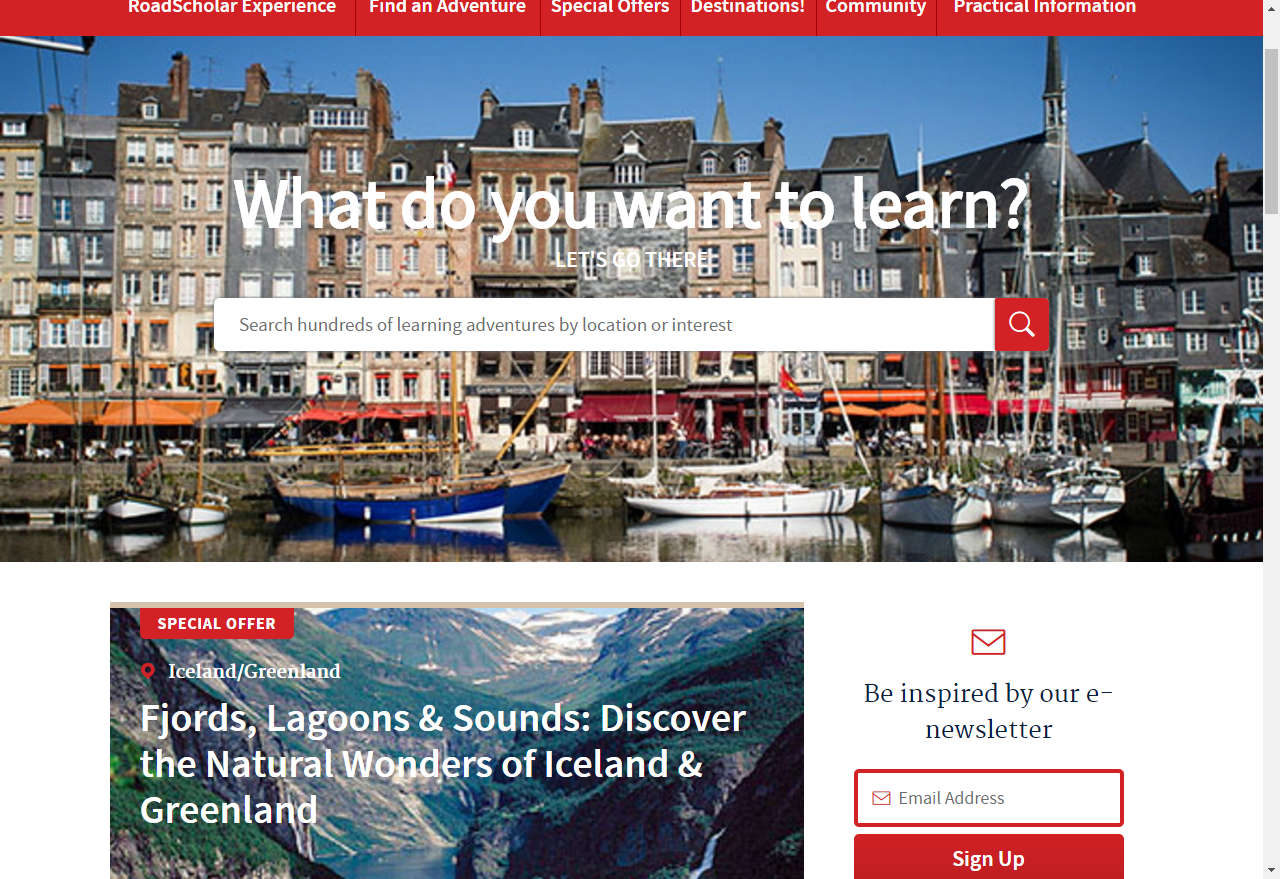 RoadScholar Experience
Find an Adventure
Special Offers
Destinations!
Community
Practical Information
What do you want to learn?
LET'S GO THERE
Search hundreds of learning adventures by location or interest
SPECIAL OFFER
Iceland/Greenland
Fjords, Lagoons & Sounds: Discover
the Natural Wonders of Iceland &
Greenland
Be inspired by our e-
newsletter
Email Address
Sign Up